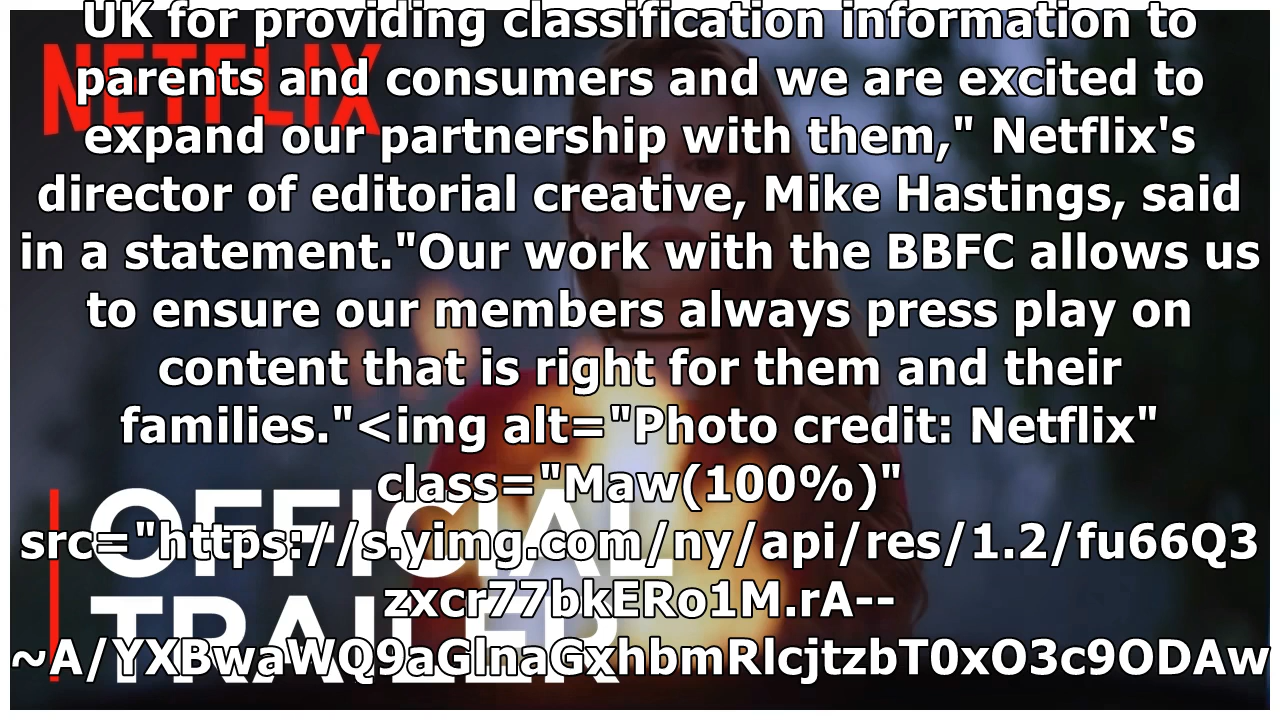 UK for providing classification information to
parents and consumers and we are excited to
expand our partnership with them," Netflix's
director of editorial creative, Mike Hastings, said
in a statement."Our work with the BBFC allows us
to ensure our members always press play on
content that is right for them and their
families."<img alt="Photo credit: Netflix"
class="Maw(100%)"
src="https://s.yimg.com/ny/api/res/1.2/fu66Q3
zxcr77bkERo1M.rA--
~A/YXBwaWQ9aGlnaGxhbmRlcjtzbT0xO3c9ODAw
NETFLIX
OFFICIAL
TRAILER